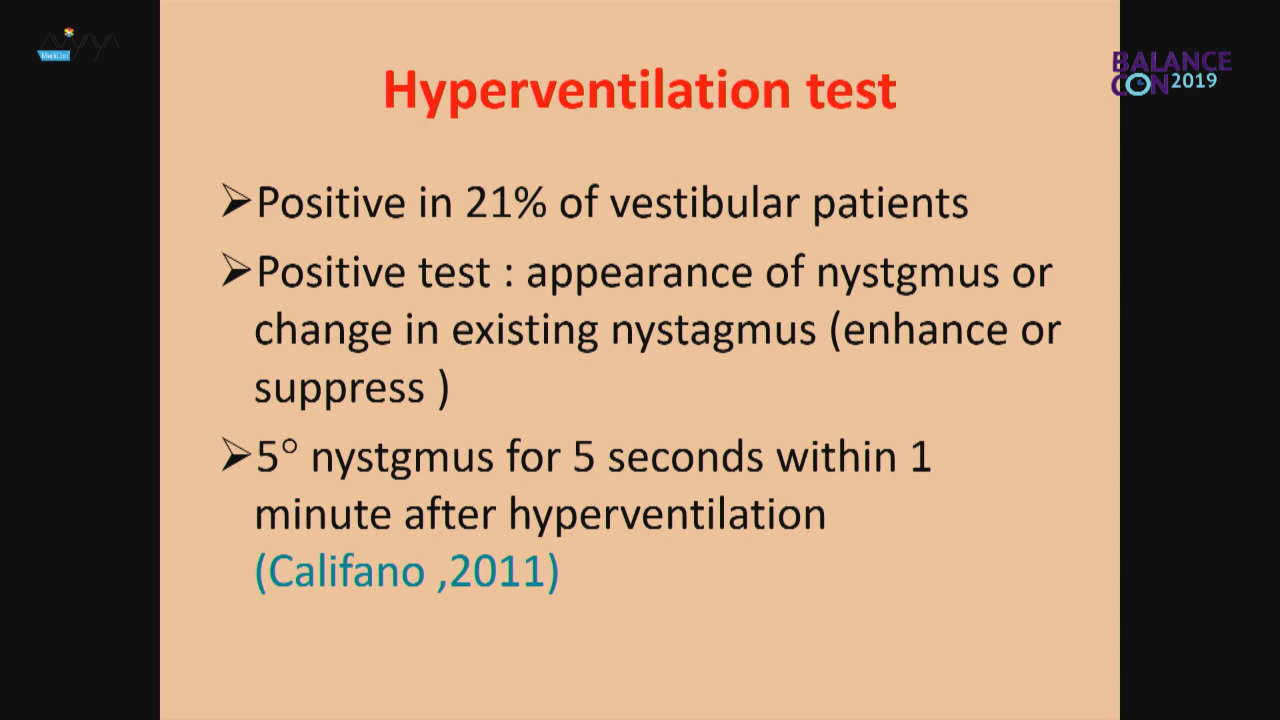 MediCon
BALANCE
CON 2019
Hyperventilation test
➢Positive in 21% of vestibular patients
➢Positive test : appearance of nystgmus or
change in existing nystagmus (enhance or
suppress )
➢5° nystgmus for 5 seconds within 1
minute after hyperventilation
(Califano ,2011)